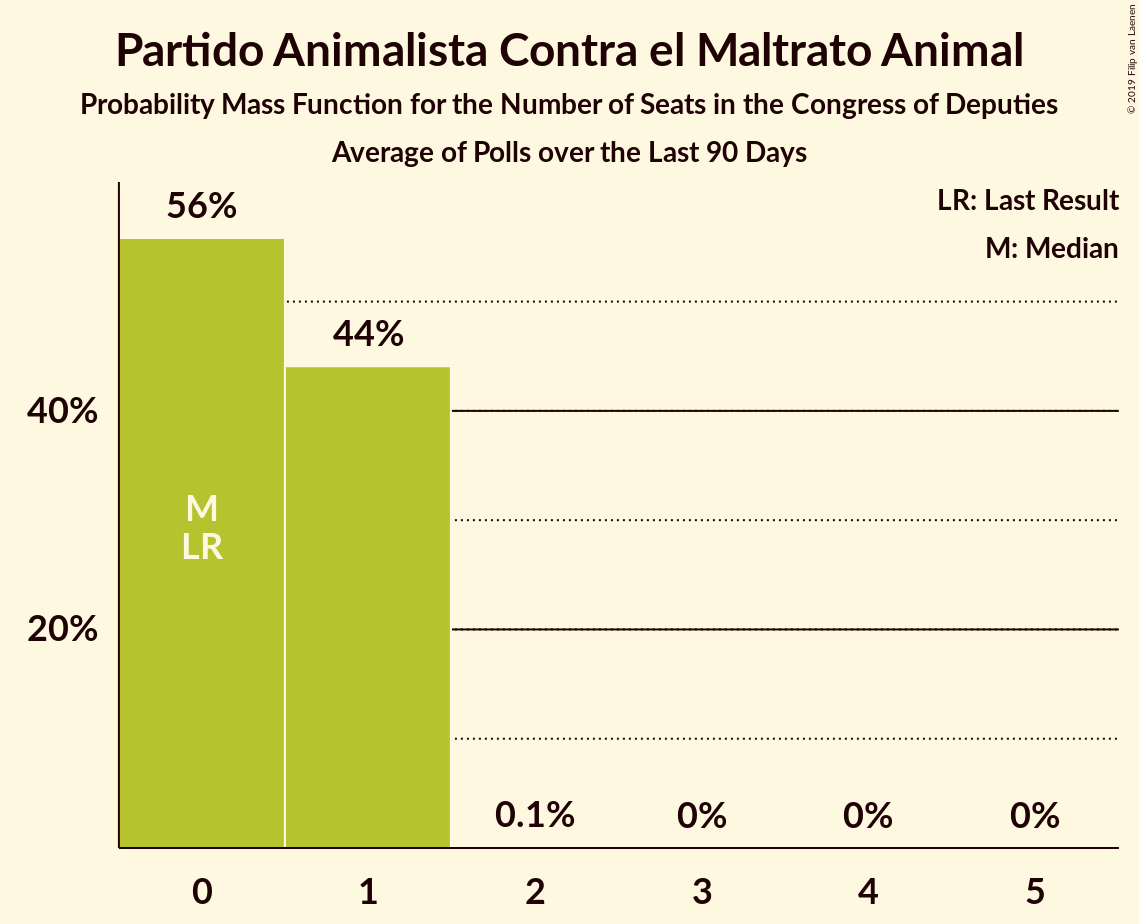 Partido Animalista Contra el Maltrato Animal
Probability Mass Function for the Number of Seats in the Congress of Deputies
Average of Polls over the Last 90 Days
© 2019 Filip van Laenen
LR: Last Result
M: Median
56%
44%
40%
M
LR
20%
0.1%
0%
0%
0%
0
1
2
3
4
5